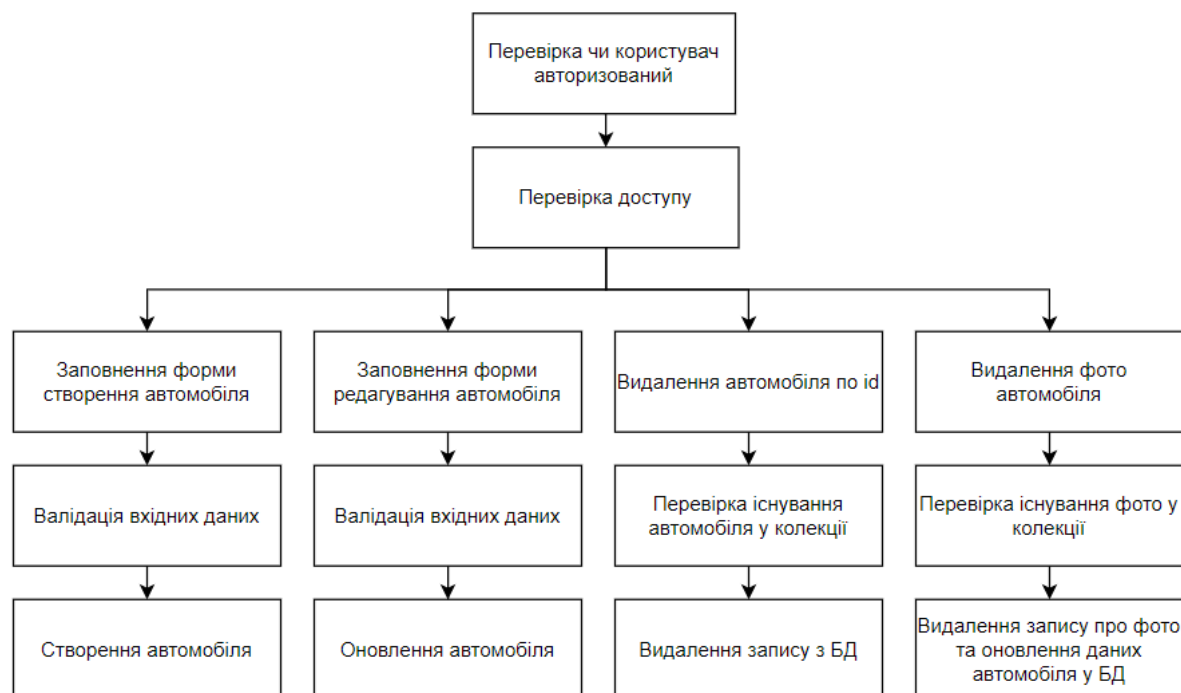 Перевірка чи користувач
авторизований
Перевірка доступу
Заповнення форми
створення автомобіля
Заповнення форми
редагування автомобіля
Видалення автомобіля по id
Видалення фото
автомобіля
Валідація вхідних даних
Валідація вхідних даних
Перевірка існування
автомобіля у колекції
Перевірка існування фото у
колекції
Створення автомобіля
Оновлення автомобіля
Видалення запису з БД
Видалення запису про фото
та оновлення даних
автомобіля у БД